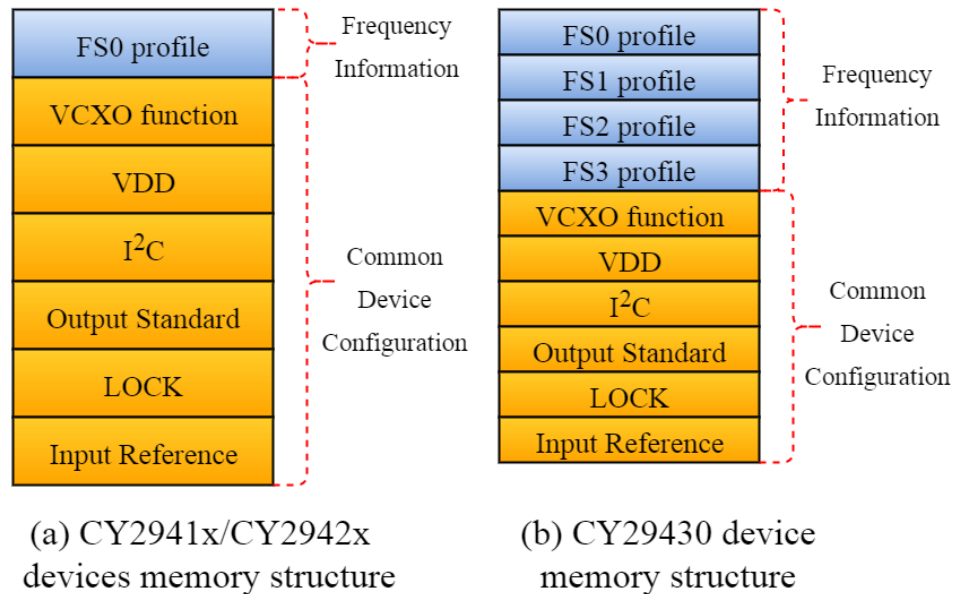 FS0 profile
VCXO function
VDD
I²C
Output Standard
LOCK
Input Reference
Frequency
Information
Common
Device
Configuration
(a) CY2941x/CY2942x
devices memory structure
FS0 profile
FS1 profile
FS2 profile
FS3 profile
VCXO function
VDD
I²C
Output Standard
LOCK
Input Reference
Frequency
Information
Common
Device
Configuration
(b) CY29430 device
memory structure